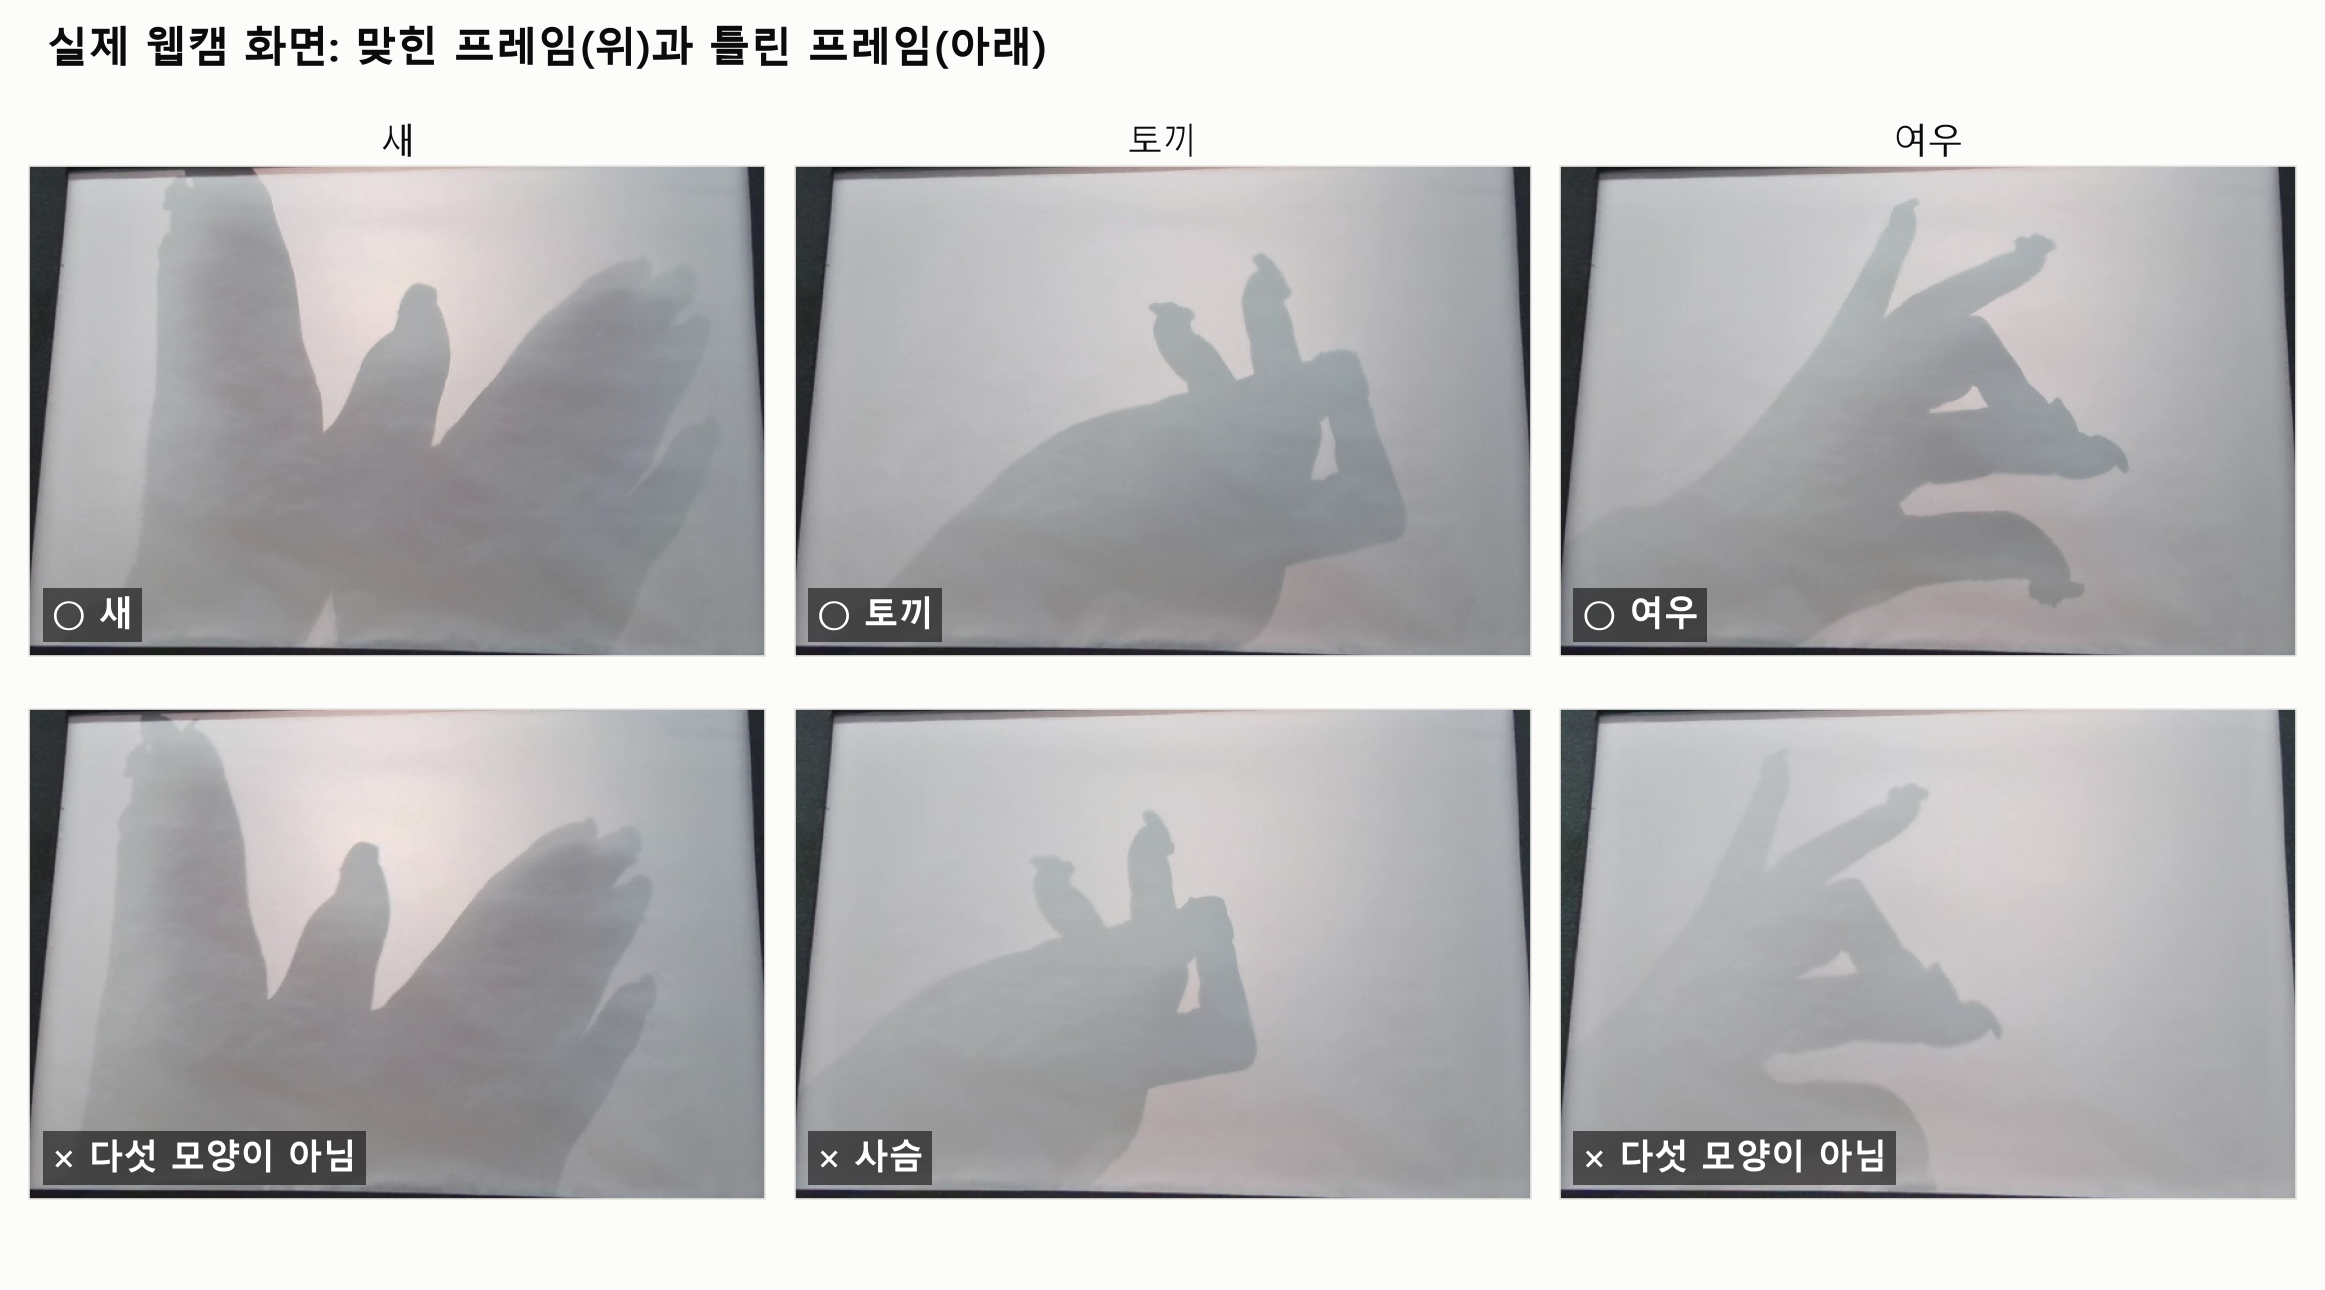 실제 웹캠 화면: 맞힌 프레임(위)과 틀린 프레임(아래)
새 토끼 여우
○ 새 ○ 토끼 ○ 여우
× 다섯 모양이 아님 × 사슴 × 다섯 모양이 아님